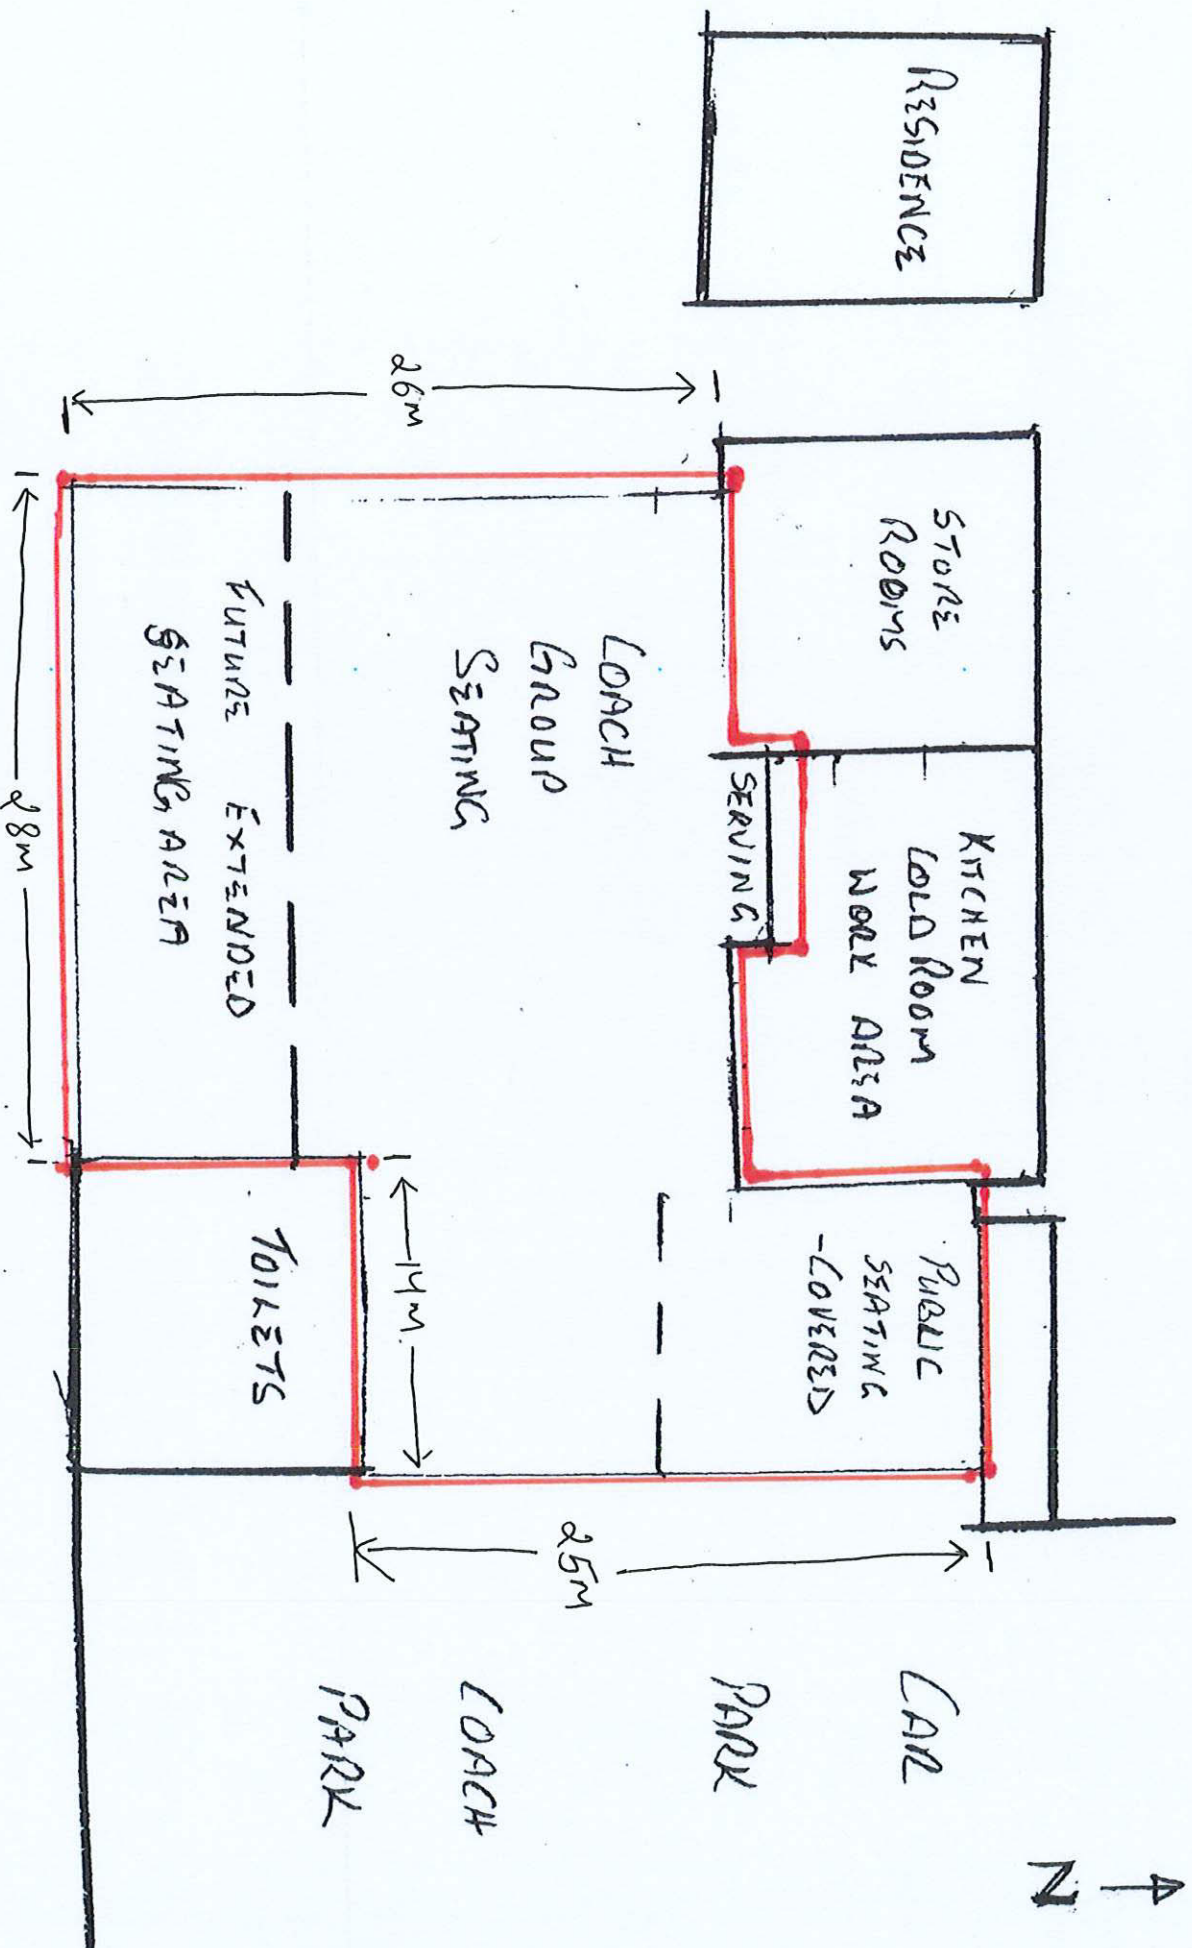 RESIDENCE
STORE
ROOMS
KITCHEN
COLD ROOM
WORK AREA
SERVING
PUBLIC
SEATING
-COVERED
26m
COACH
GROUP
SEATING
25m
14m
FUTURE EXTENDED
SEATING AREA
TOILETS
28m
CAR
PARK
COACH
PARK
N